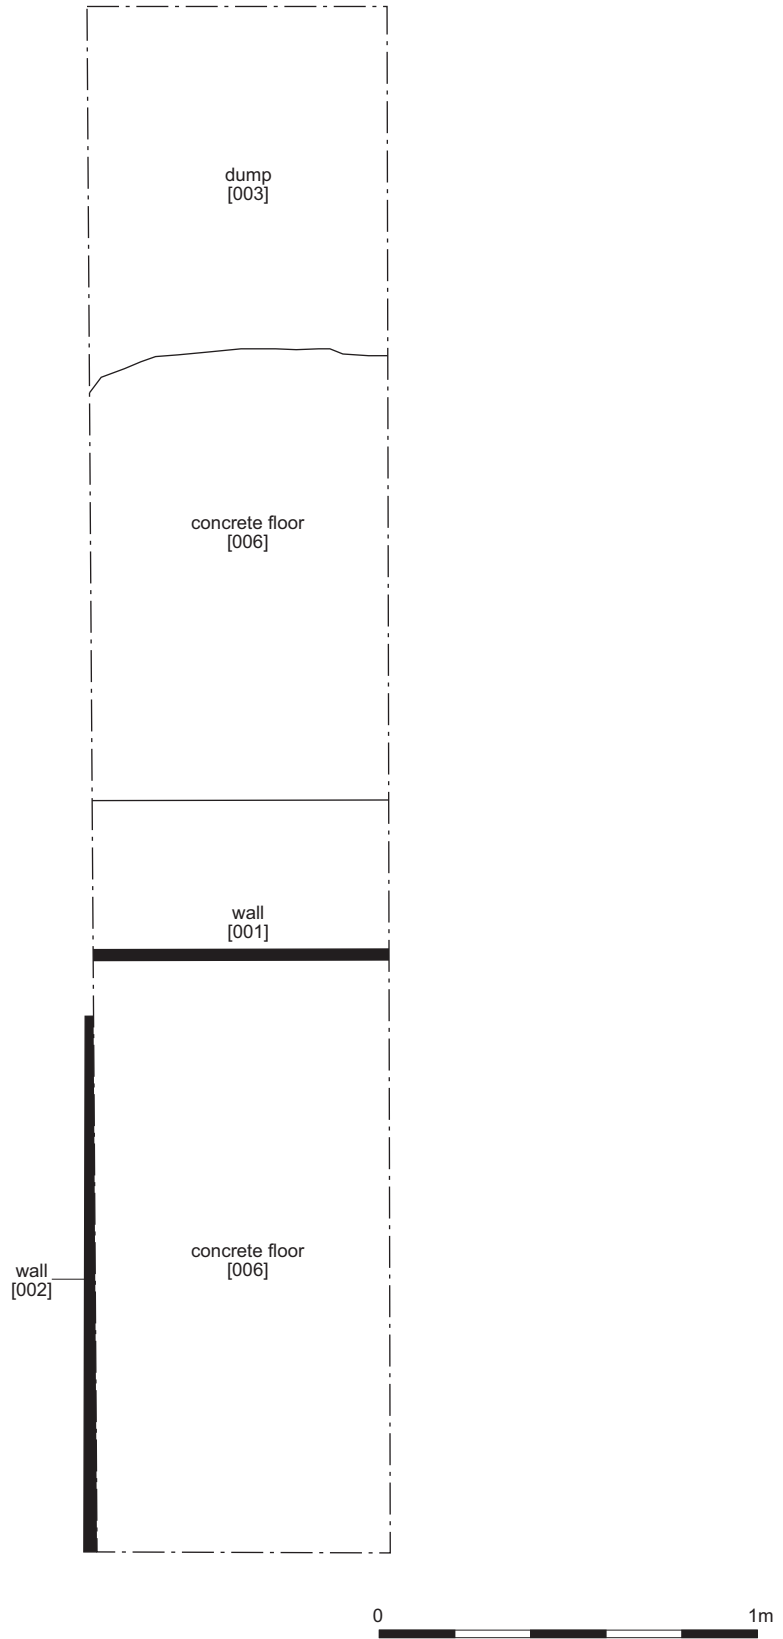 dump
[003]
concrete floor
[006]
wall
[001]
concrete floor
[006]
wall
[002]
0 1m